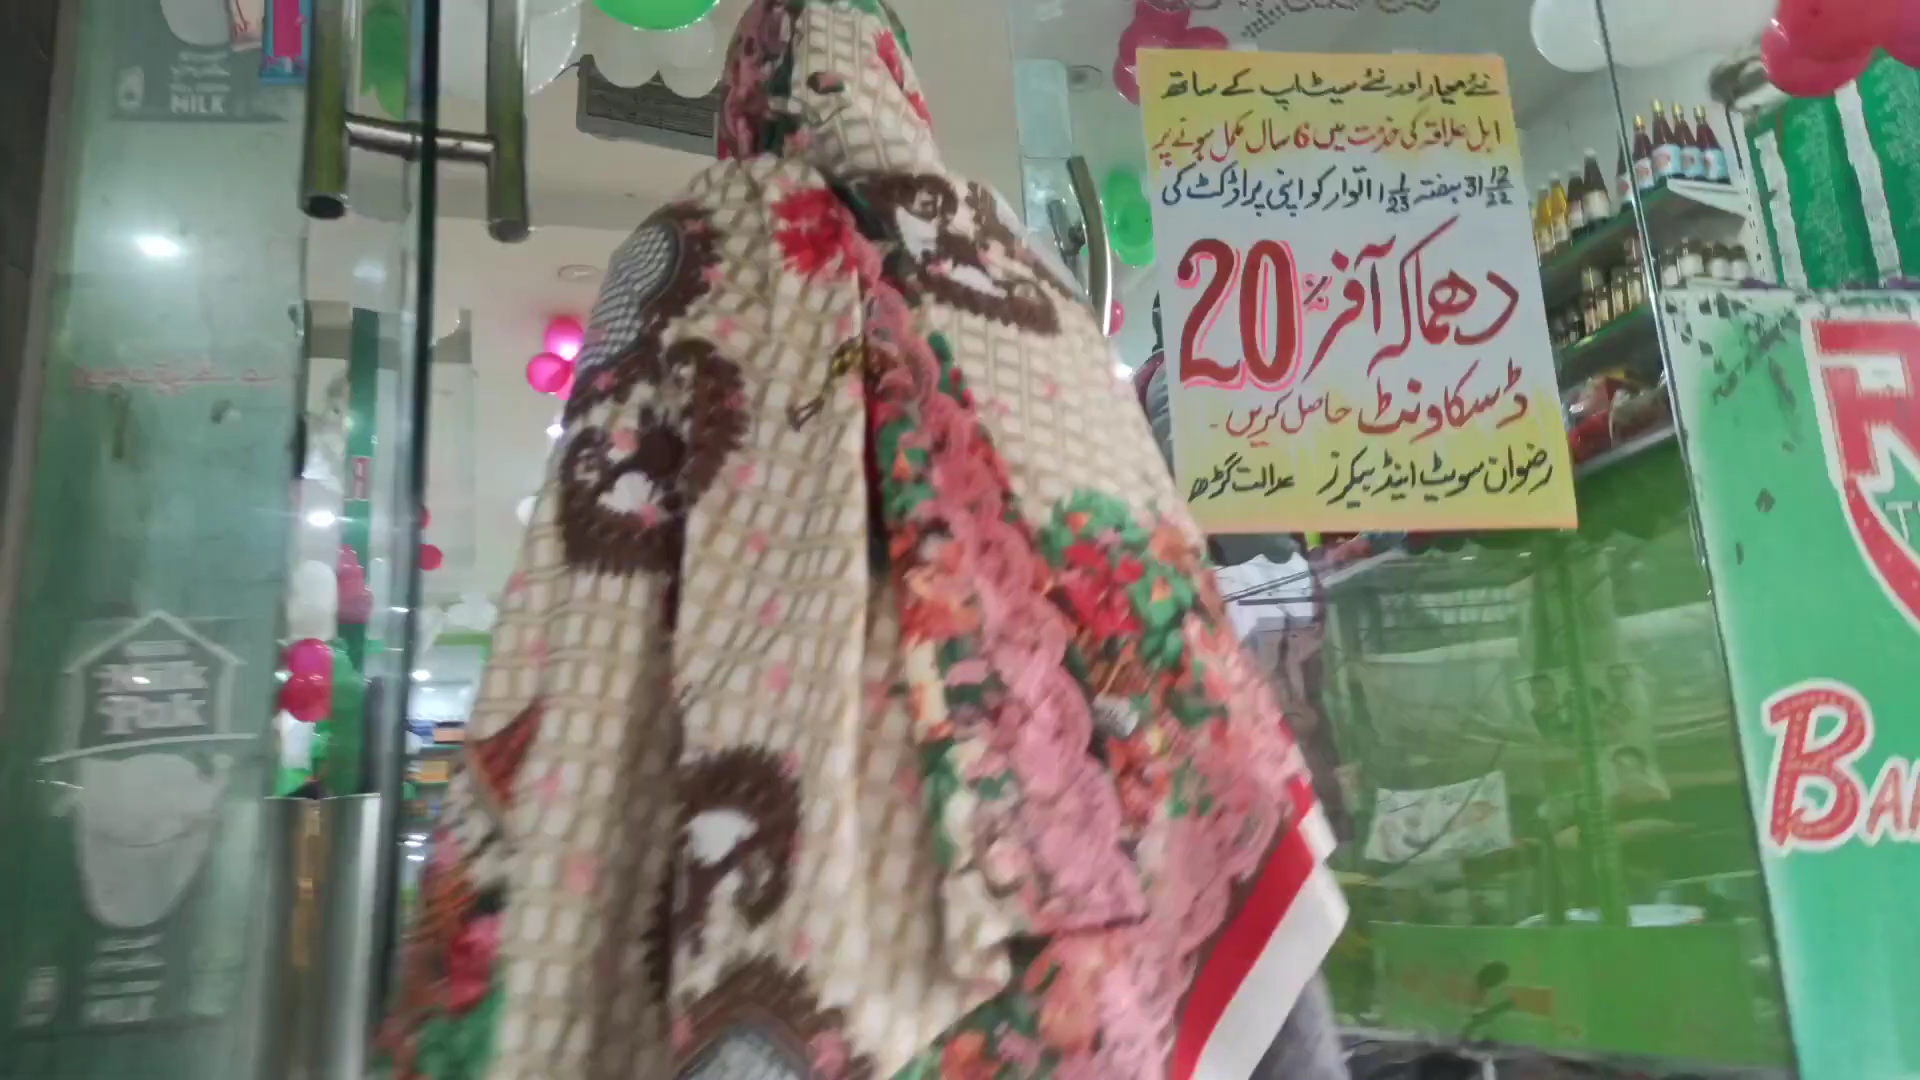 MILK
Milk
Pak
نئے معیار اور نئے سیٹ اپ کے ساتھ
اہل علاقہ کی خدمت میں 6 سال مکمل ہونے پر
31 12/22 ہفتہ 1 1/23 اتوار کو اپنی پراڈکٹ کی
دھماکہ آفر 20%
ڈسکاونٹ حاصل کریں۔
رضوان سویٹ اینڈ بیکرز عدالت گڑھ
R